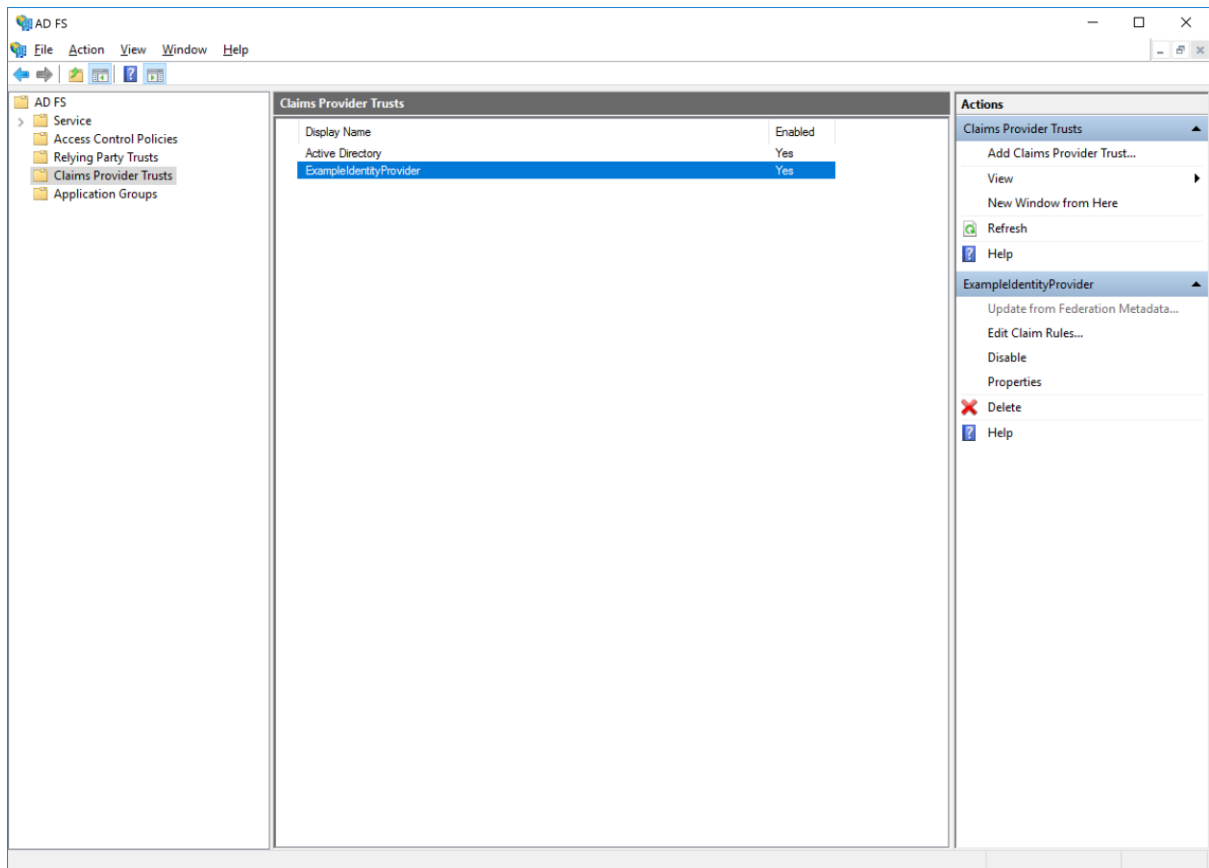 AD FS
File Action View Window Help
AD FS
Service
Access Control Policies
Relying Party Trusts
Claims Provider Trusts
Application Groups
Claims Provider Trusts
Display Name Enabled
Active Directory Yes
ExampleIdentityProvider Yes
Actions
Claims Provider Trusts
Add Claims Provider Trust...
View
New Window from Here
Refresh
Help
ExampleIdentityProvider
Update from Federation Metadata...
Edit Claim Rules...
Disable
Properties
Delete
Help